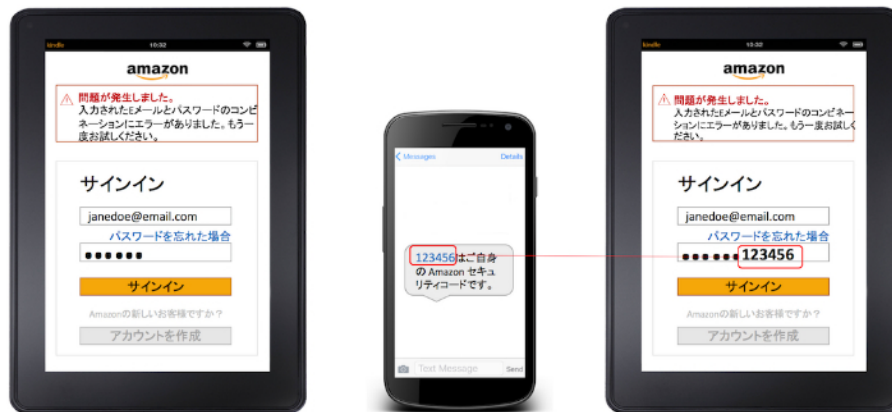 kindle
10:32
amazon
問題が発生しました。
入力されたEメールとパスワードのコンビ
ネーションにエラーがありました。もう一
度お試しください。
サインイン
janedoe@email.com
パスワードを忘れた場合
サインイン
Amazonの新しいお客様ですか？
アカウントを作成
Messages
Details
123456はご自身
の Amazon セキュ
リティコードです。
Text Message
Send
kindle
10:32
amazon
問題が発生しました。
入力されたEメールとパスワードのコンビネー
ションにエラーがありました。もう一度お試しく
ださい。
サインイン
janedoe@email.com
パスワードを忘れた場合
●●●●●●123456
サインイン
Amazonの新しいお客様ですか？
アカウントを作成